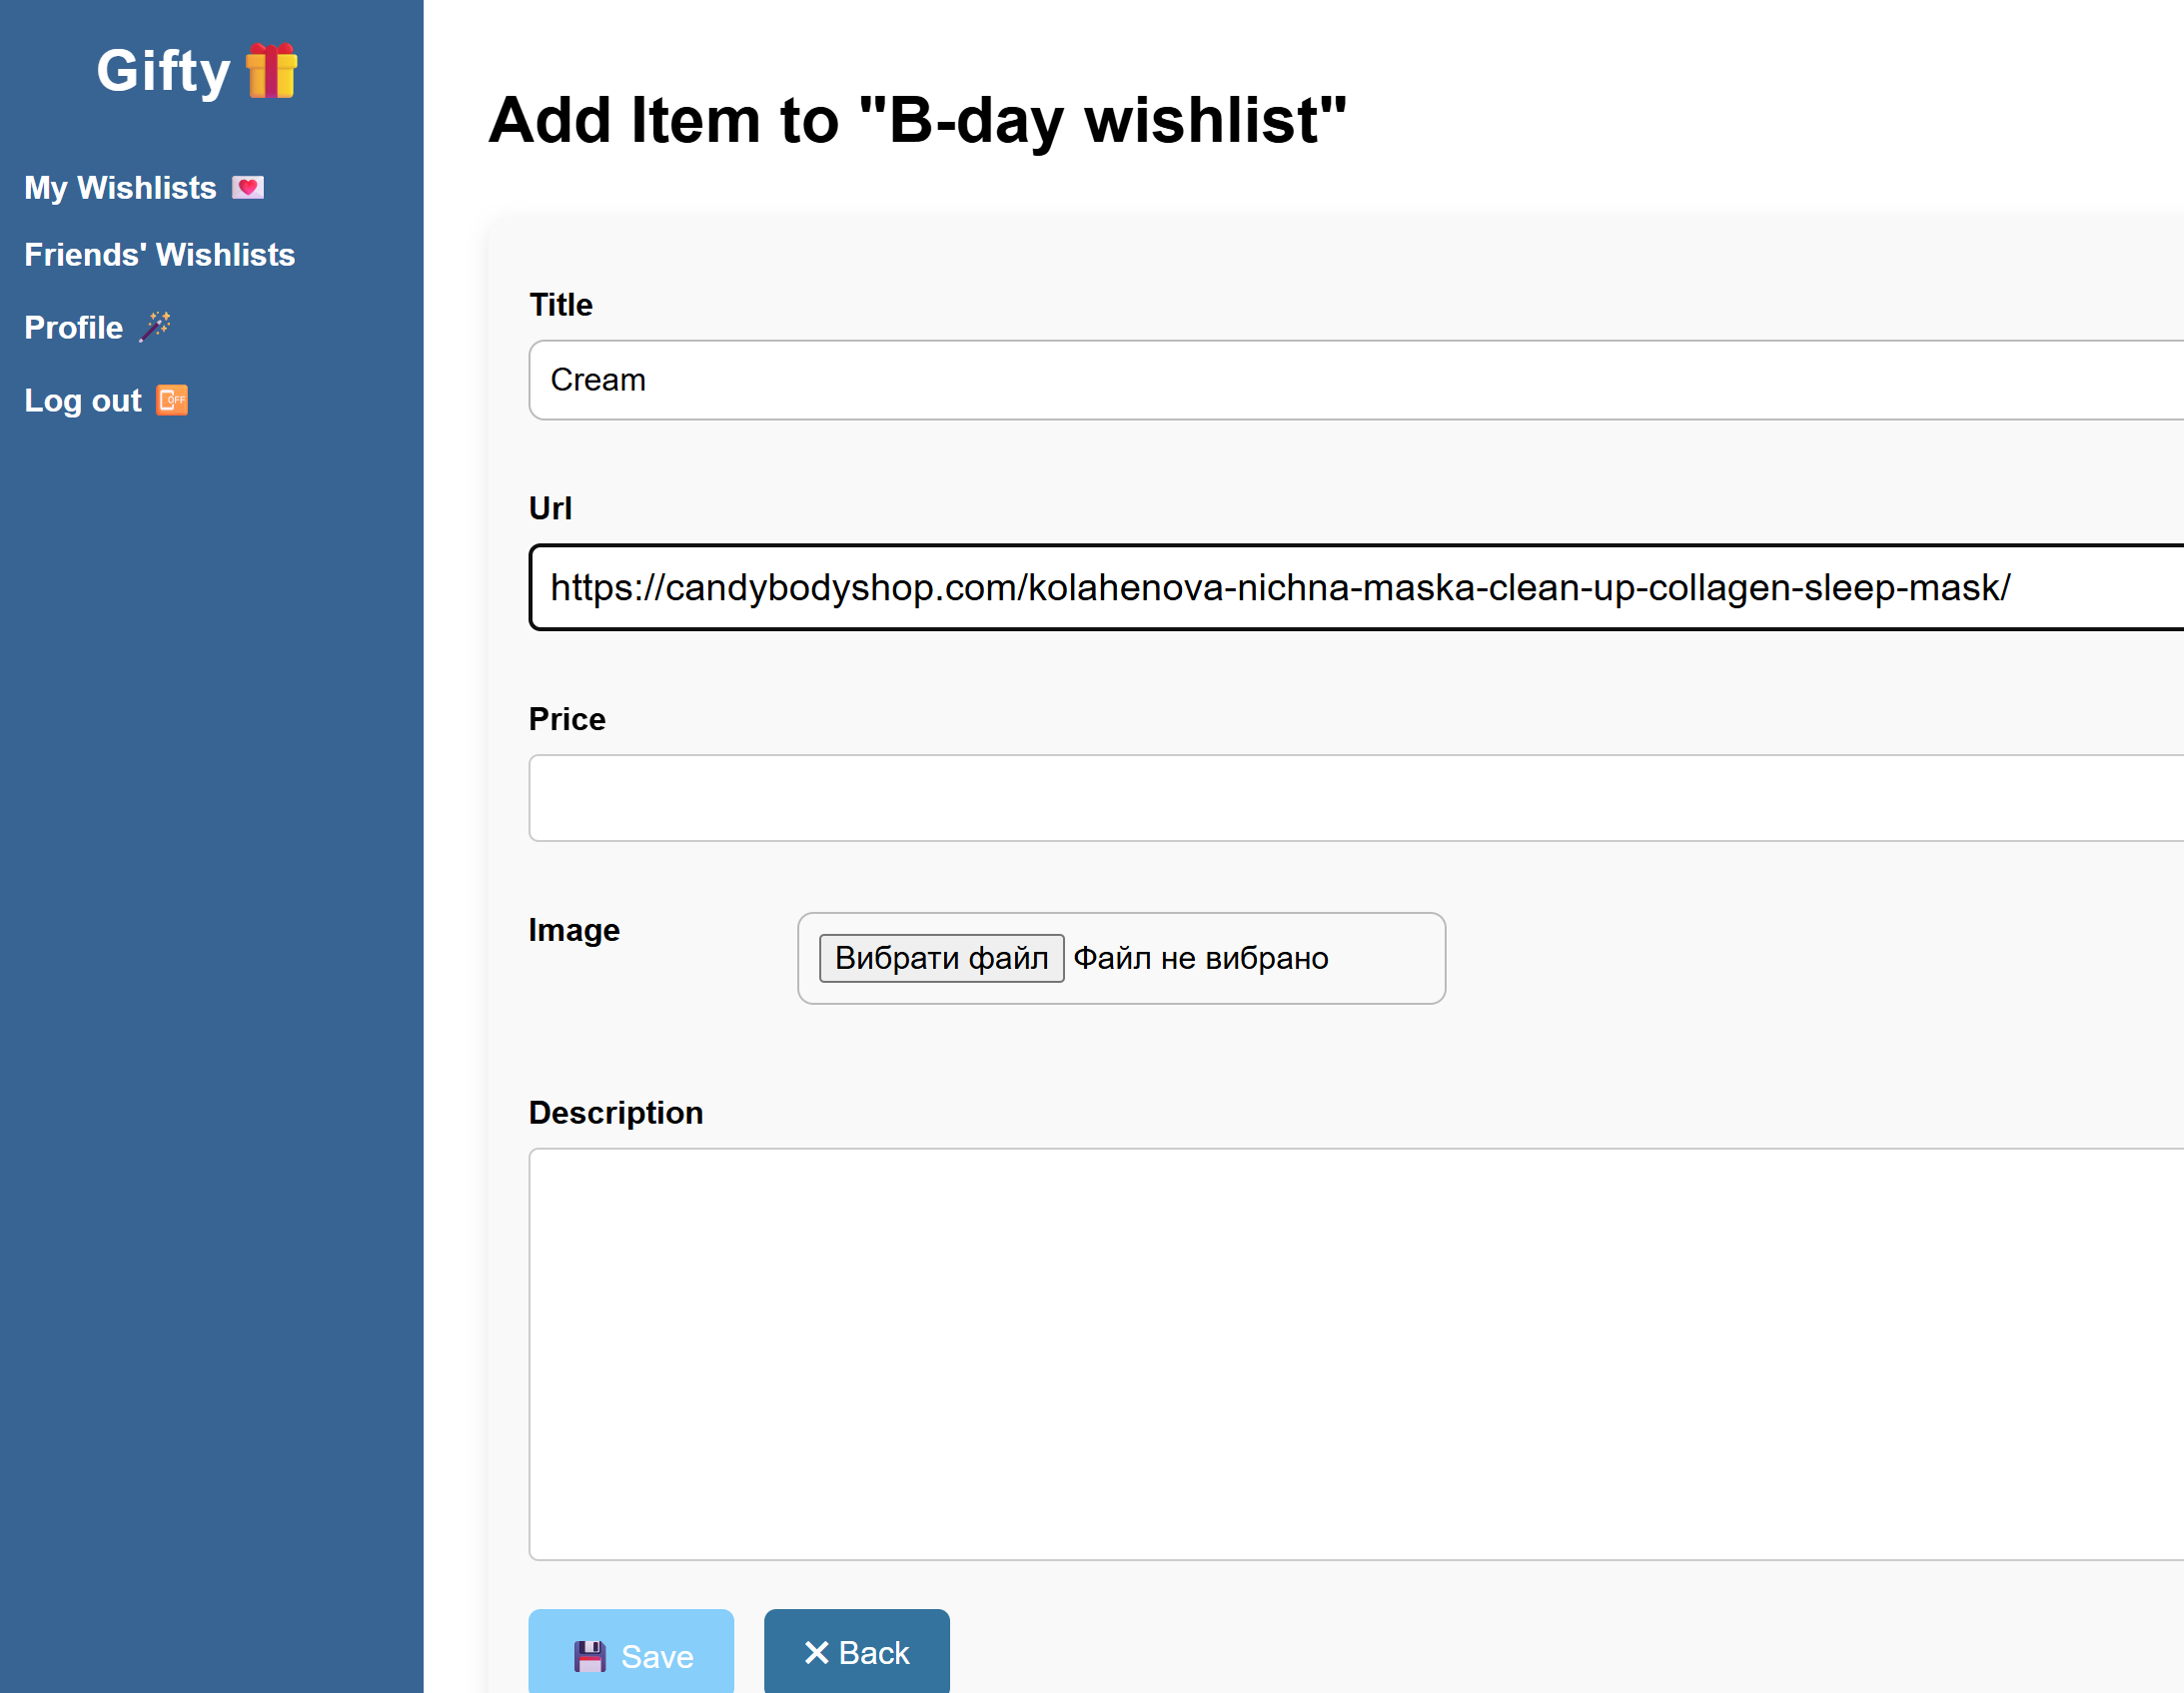 Gifty
My Wishlists
Friends' Wishlists
Profile
Log out
OFF
Add Item to "B-day wishlist"
Title
Cream
Url
https://candybodyshop.com/kolahenova-nichna-maska-clean-up-collagen-sleep-mask/
Price
Image
Вибрати файл Файл не вибрано
Description
Save
Back